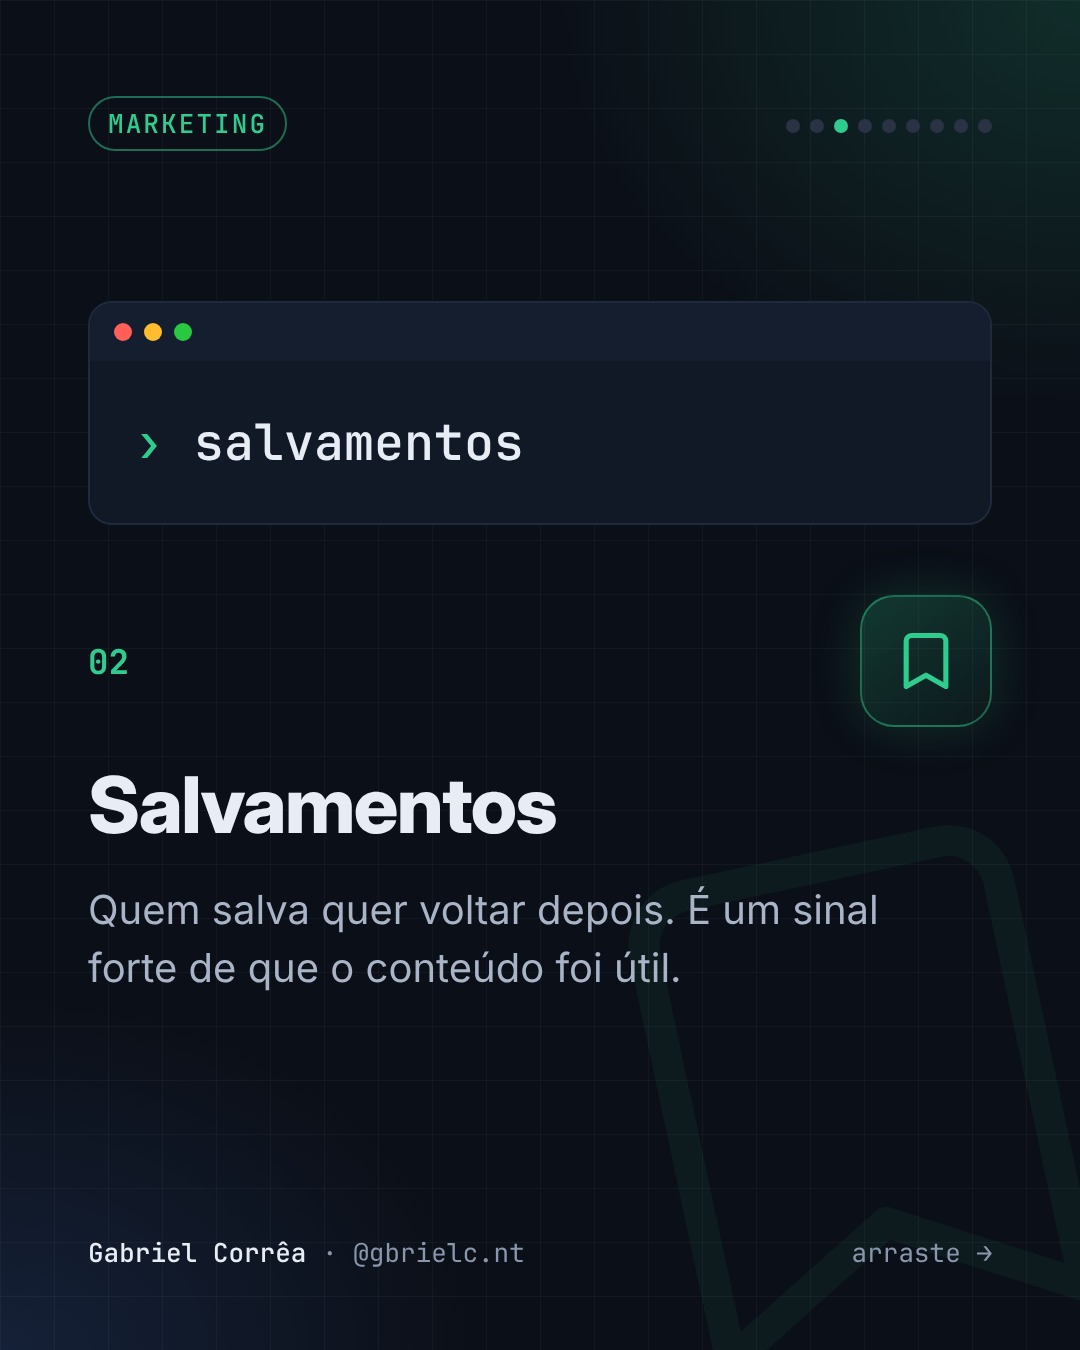 MARKETING
› salvamentos
02
Salvamentos
Quem salva quer voltar depois. É um sinal
forte de que o conteúdo foi útil.
Gabriel Corrêa · @gbrielc.nt
arraste →